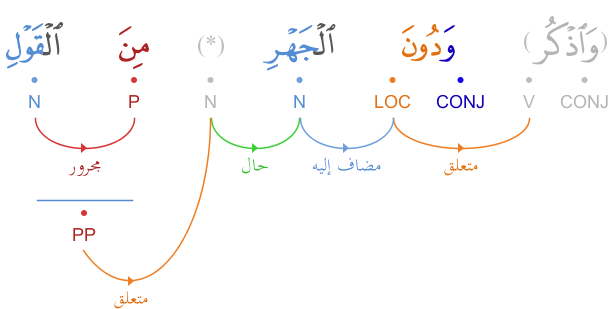 (وَٱذْكُرْ) وَدُونَ ٱلْجَهْرِ (*) مِنَ ٱلْقَوْلِ
CONJ V CONJ LOC N N P N
متعلق مضاف إليه حال مجرور
PP
متعلق